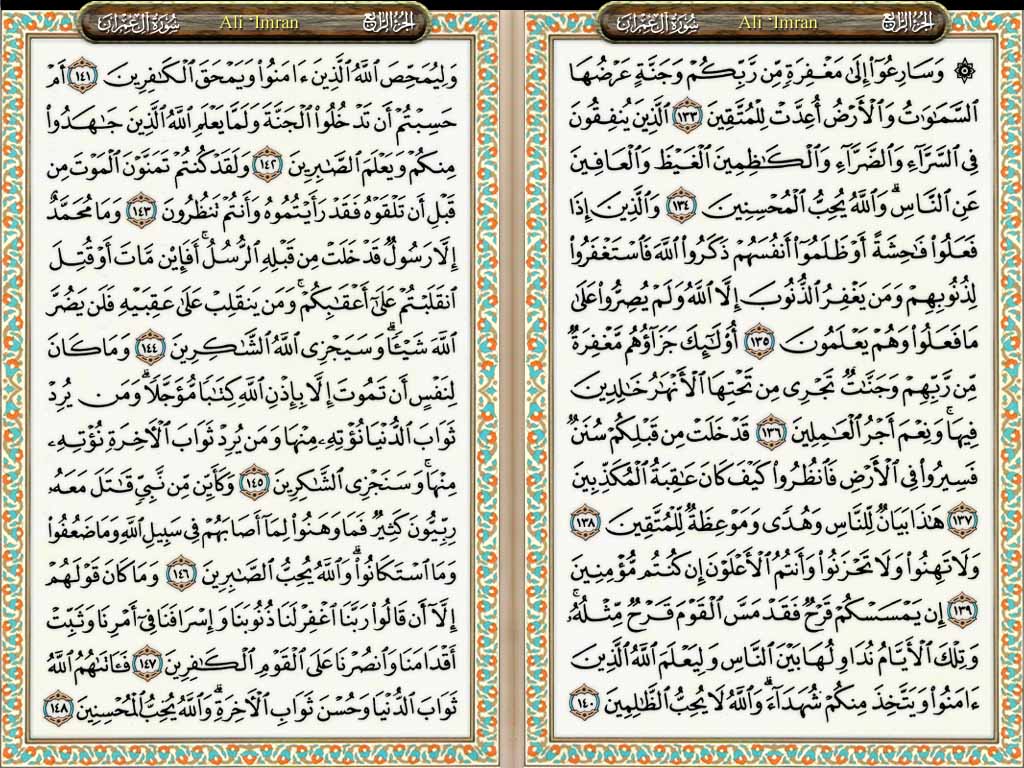 الجزء الرابع
Ali 'Imran
سورة آل عمران
۞ وَسَارِعُوٓا۟ إِلَىٰ مَغْفِرَةٍ مِّن رَّبِّكُمْ وَجَنَّةٍ عَرْضُهَا
ٱلسَّمَٰوَٰتُ وَٱلْأَرْضُ أُعِدَّتْ لِلْمُتَّقِينَ ١٣٣ ٱلَّذِينَ يُنفِقُونَ
فِى ٱلسَّرَّآءِ وَٱلضَّرَّآءِ وَٱلْكَٰظِمِينَ ٱلْغَيْظَ وَٱلْعَافِينَ
عَنِ ٱلنَّاسِ ۗ وَٱللَّهُ يُحِبُّ ٱلْمُحْسِنِينَ ١٣٤ وَٱلَّذِينَ إِذَا
فَعَلُوا۟ فَٰحِشَةً أَوْ ظَلَمُوٓا۟ أَنفُسَهُمْ ذَكَرُوا۟ ٱللَّهَ فَٱسْتَغْفَرُوا۟
لِذُنُوبِهِمْ وَمَن يَغْفِرُ ٱلذُّنُوبَ إِلَّا ٱللَّهُ وَلَمْ يُصِرُّوا۟ عَلَىٰ
مَا فَعَلُوا۟ وَهُمْ يَعْلَمُونَ ١٣٥ أُو۟لَٰٓئِكَ جَزَآؤُهُم مَّغْفِرَةٌ
مِّن رَّبِّهِمْ وَجَنَّٰتٌ تَجْرِى مِن تَحْتِهَا ٱلْأَنْهَٰرُ خَٰلِدِينَ
فِيهَا ۚ وَنِعْمَ أَجْرُ ٱلْعَٰمِلِينَ ١٣٦ قَدْ خَلَتْ مِن قَبْلِكُمْ سُنَنٌ
فَسِيرُوا۟ فِى ٱلْأَرْضِ فَٱنظُرُوا۟ كَيْفَ كَانَ عَٰقِبَةُ ٱلْمُكَذِّبِينَ
١٣٧ هَٰذَا بَيَانٌ لِّلنَّاسِ وَهُدًى وَمَوْعِظَةٌ لِّلْمُتَّقِينَ ١٣٨
وَلَا تَهِنُوا۟ وَلَا تَحْزَنُوا۟ وَأَنتُمُ ٱلْأَعْلَوْنَ إِن كُنتُم مُّؤْمِنِينَ
١٣٩ إِن يَمْسَسْكُمْ قَرْحٌ فَقَدْ مَسَّ ٱلْقَوْمَ قَرْحٌ مِّثْلُهُۥ ۚ
وَتِلْكَ ٱلْأَيَّامُ نُدَاوِلُهَا بَيْنَ ٱلنَّاسِ وَلِيَعْلَمَ ٱللَّهُ ٱلَّذِينَ
ءَامَنُوا۟ وَيَتَّخِذَ مِنكُمْ شُهَدَآءَ ۗ وَٱللَّهُ لَا يُحِبُّ ٱلظَّٰلِمِينَ ١٤٠
الجزء الرابع
Ali 'Imran
سورة آل عمران
وَلِيُمَحِّصَ ٱللَّهُ ٱلَّذِينَ ءَامَنُوا۟ وَيَمْحَقَ ٱلْكَٰفِرِينَ ١٤١ أَمْ
حَسِبْتُمْ أَن تَدْخُلُوا۟ ٱلْجَنَّةَ وَلَمَّا يَعْلَمِ ٱللَّهُ ٱلَّذِينَ جَٰهَدُوا۟
مِنكُمْ وَيَعْلَمَ ٱلصَّٰبِرِينَ ١٤٢ وَلَقَدْ كُنتُمْ تَمَنَّوْنَ ٱلْمَوْتَ مِن
قَبْلِ أَن تَلْقَوْهُ فَقَدْ رَأَيْتُمُوهُ وَأَنتُمْ تَنظُرُونَ ١٤٣ وَمَا مُحَمَّدٌ
إِلَّا رَسُولٌ قَدْ خَلَتْ مِن قَبْلِهِ ٱلرُّسُلُ ۚ أَفَإِي۟ن مَّاتَ أَوْ قُتِلَ
ٱنقَلَبْتُمْ عَلَىٰٓ أَعْقَٰبِكُمْ ۚ وَمَن يَنقَلِبْ عَلَىٰ عَقِبَيْهِ فَلَن يَضُرَّ
ٱللَّهَ شَيْـًٔا ۗ وَسَيَجْزِى ٱللَّهُ ٱلشَّٰكِرِينَ ١٤٤ وَمَا كَانَ
لِنَفْسٍ أَن تَمُوتَ إِلَّا بِإِذْنِ ٱللَّهِ كِتَٰبًا مُّؤَجَّلًا ۗ وَمَن يُرِدْ
ثَوَابَ ٱلدُّنْيَا نُؤْتِهِۦ مِنْهَا وَمَن يُرِدْ ثَوَابَ ٱلْءَاخِرَةِ نُؤْتِهِۦ
مِنْهَا ۚ وَسَنَجْزِى ٱلشَّٰكِرِينَ ١٤٥ وَكَأَيِّن مِّن نَّبِىٍّ قَٰتَلَ مَعَهُۥ
رِبِّيُّونَ كَثِيرٌ فَمَا وَهَنُوا۟ لِمَآ أَصَابَهُمْ فِى سَبِيلِ ٱللَّهِ وَمَا ضَعُفُوا۟
وَمَا ٱسْتَكَانُوا۟ ۗ وَٱللَّهُ يُحِبُّ ٱلصَّٰبِرِينَ ١٤٦ وَمَا كَانَ قَوْلَهُمْ
إِلَّآ أَن قَالُوا۟ رَبَّنَا ٱغْفِرْ لَنَا ذُنُوبَنَا وَإِسْرَافَنَا فِىٓ أَمْرِنَا وَثَبِّتْ
أَقْدَامَنَا وَٱنصُرْنَا عَلَى ٱلْقَوْمِ ٱلْكَٰفِرِينَ ١٤٧ فَـَٔاتَىٰهُمُ ٱللَّهُ
ثَوَابَ ٱلدُّنْيَا وَحُسْنَ ثَوَابِ ٱلْءَاخِرَةِ ۗ وَٱللَّهُ يُحِبُّ ٱلْمُحْسِنِينَ ١٤٨